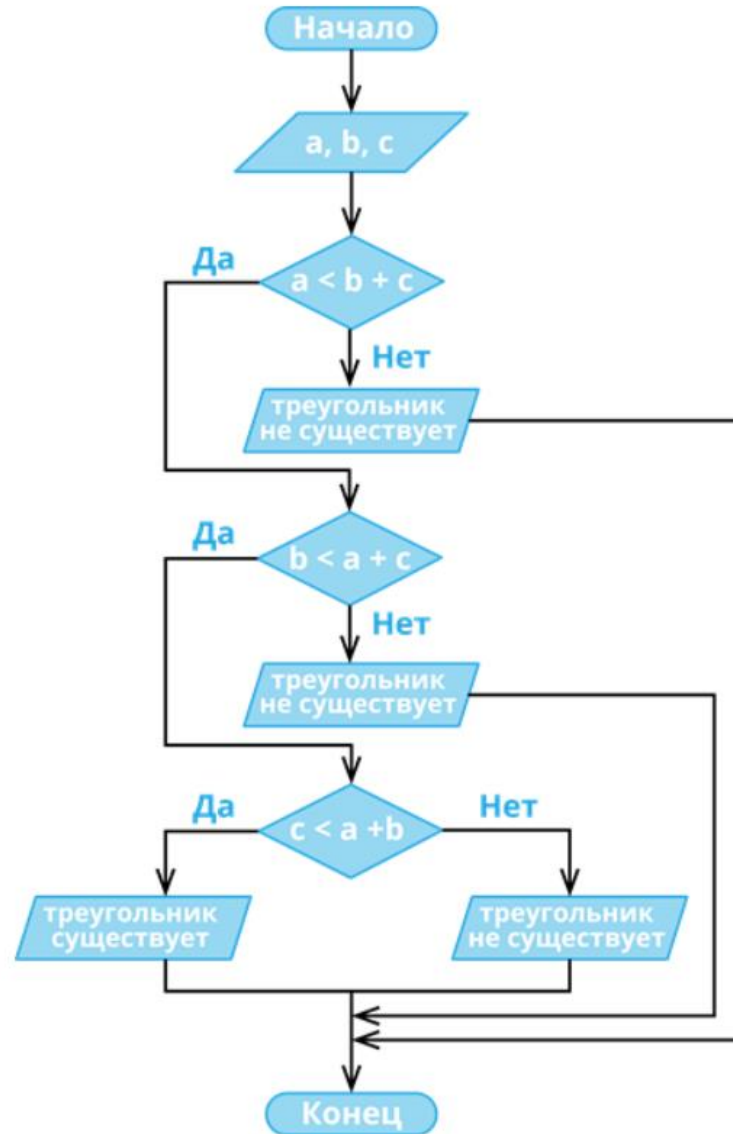 Начало
a, b, c
Да
a < b + c
Нет
треугольник
не существует
Да
b < a + c
Нет
треугольник
не существует
Да
c < a +b
Нет
треугольник
существует
треугольник
не существует
Конец